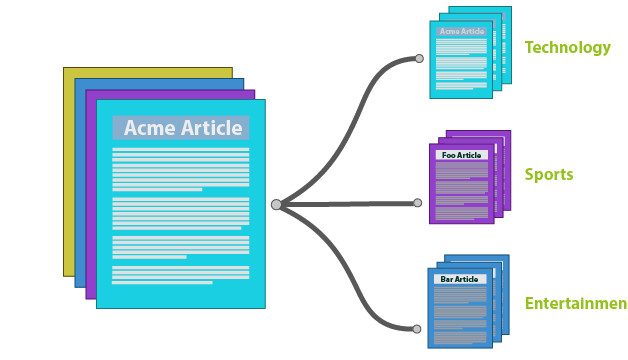 Acme Article
Acme Article
Technology
Foo Article
Sports
Bar Article
Entertainmen